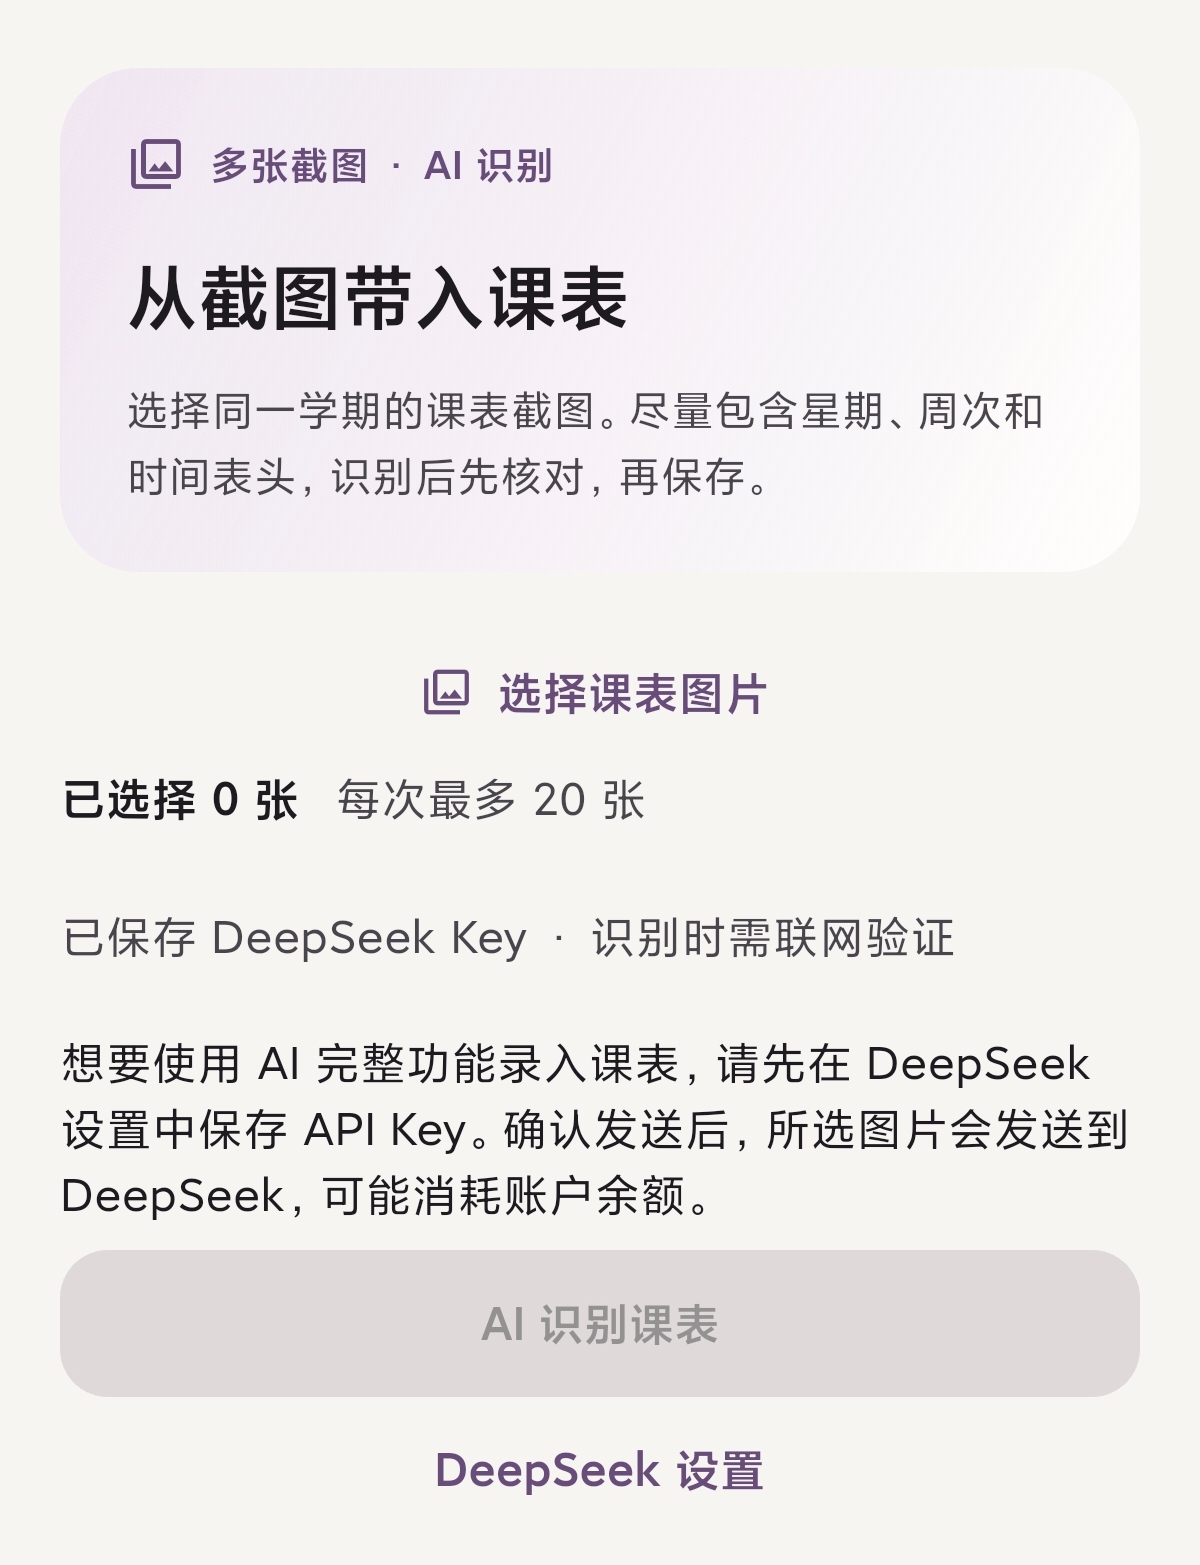 多张截图 · AI 识别
从截图带入课表
选择同一学期的课表截图。尽量包含星期、周次和
时间表头，识别后先核对，再保存。
选择课表图片
已选择 0 张 每次最多 20 张
已保存 DeepSeek Key · 识别时需联网验证
想要使用 AI 完整功能录入课表，请先在 DeepSeek
设置中保存 API Key。确认发送后，所选图片会发送到
DeepSeek，可能消耗账户余额。
AI 识别课表
DeepSeek 设置